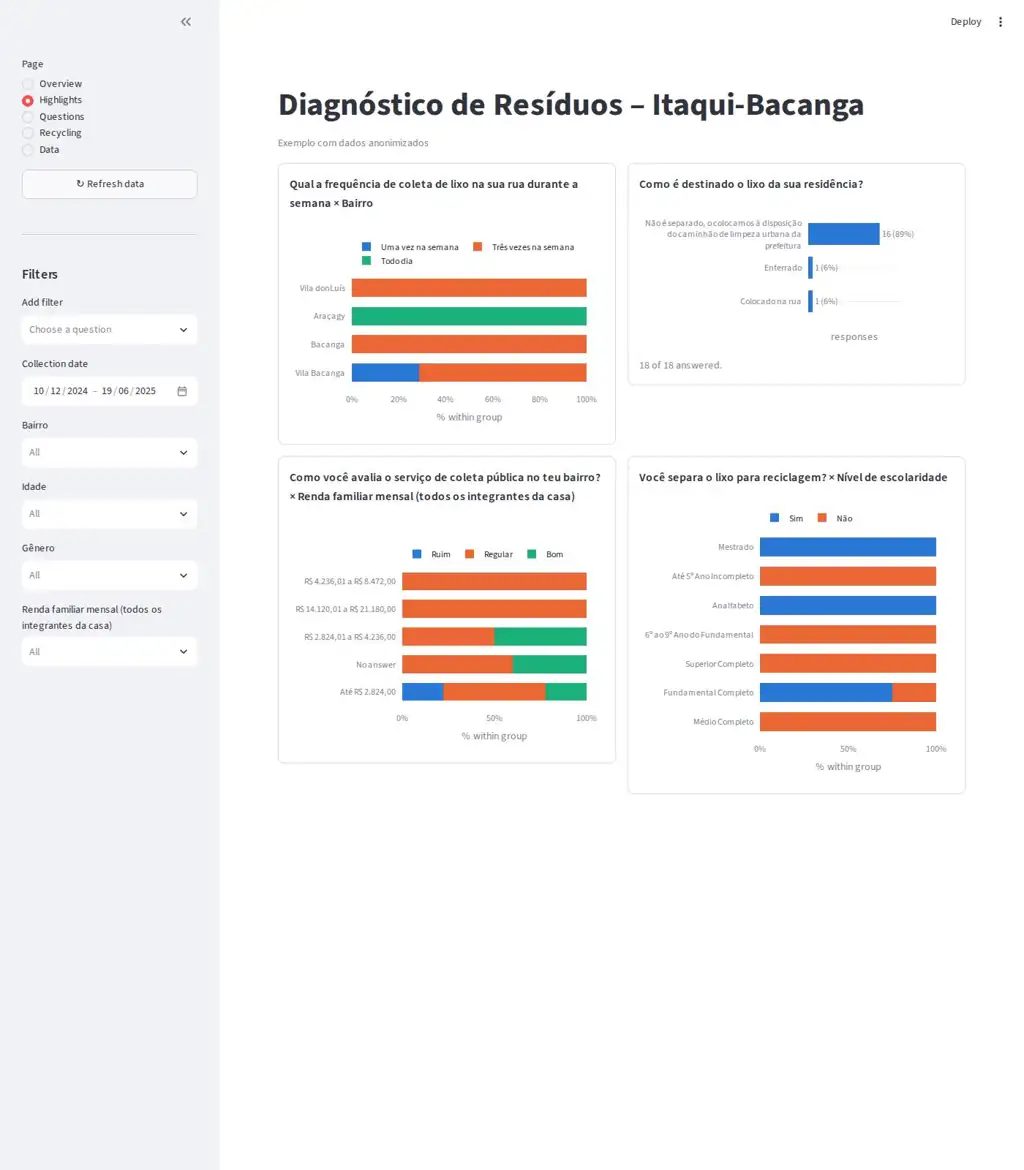 Deploy
Page
Overview
Highlights
Questions
Recycling
Data
↻ Refresh data
Filters
Add filter
Choose a question
Collection date
10/12/2024 – 19/06/2025
Bairro
All
Idade
All
Gênero
All
Renda familiar mensal (todos os
integrantes da casa)
All
Diagnóstico de Resíduos – Itaqui-Bacanga
Exemplo com dados anonimizados
Qual a frequência de coleta de lixo na sua rua durante a
semana × Bairro
Uma vez na semana
Três vezes na semana
Todo dia
Vila don Luís
Araçagy
Bacanga
Vila Bacanga
0% 20% 40% 60% 80% 100%
% within group
Como é destinado o lixo da sua residência?
Não é separado, o colocamos à disposição
do caminhão de limpeza urbana da
prefeitura
16 (89%)
Enterrado
1 (6%)
Colocado na rua
1 (6%)
responses
18 of 18 answered.
Como você avalia o serviço de coleta pública no teu bairro?
× Renda familiar mensal (todos os integrantes da casa)
Ruim Regular Bom
R$ 4.236,01 a R$ 8.472,00
R$ 14.120,01 a R$ 21.180,00
R$ 2.824,01 a R$ 4.236,00
No answer
Até R$ 2.824,00
0% 50% 100%
% within group
Você separa o lixo para reciclagem? × Nível de escolaridade
Sim Não
Mestrado
Até 5º Ano Incompleto
Analfabeto
6º ao 9º Ano do Fundamental
Superior Completo
Fundamental Completo
Médio Completo
0% 50% 100%
% within group